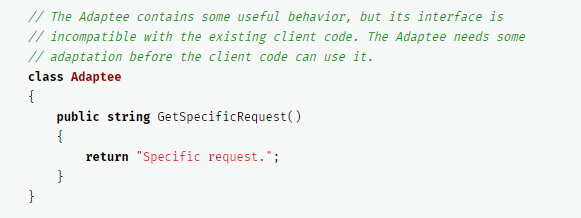 // The Adaptee contains some useful behavior, but its interface is
// incompatible with the existing client code. The Adaptee needs some
// adaptation before the client code can use it.
class Adaptee
{
    public string GetSpecificRequest()
    {
        return "Specific request.";
    }
}